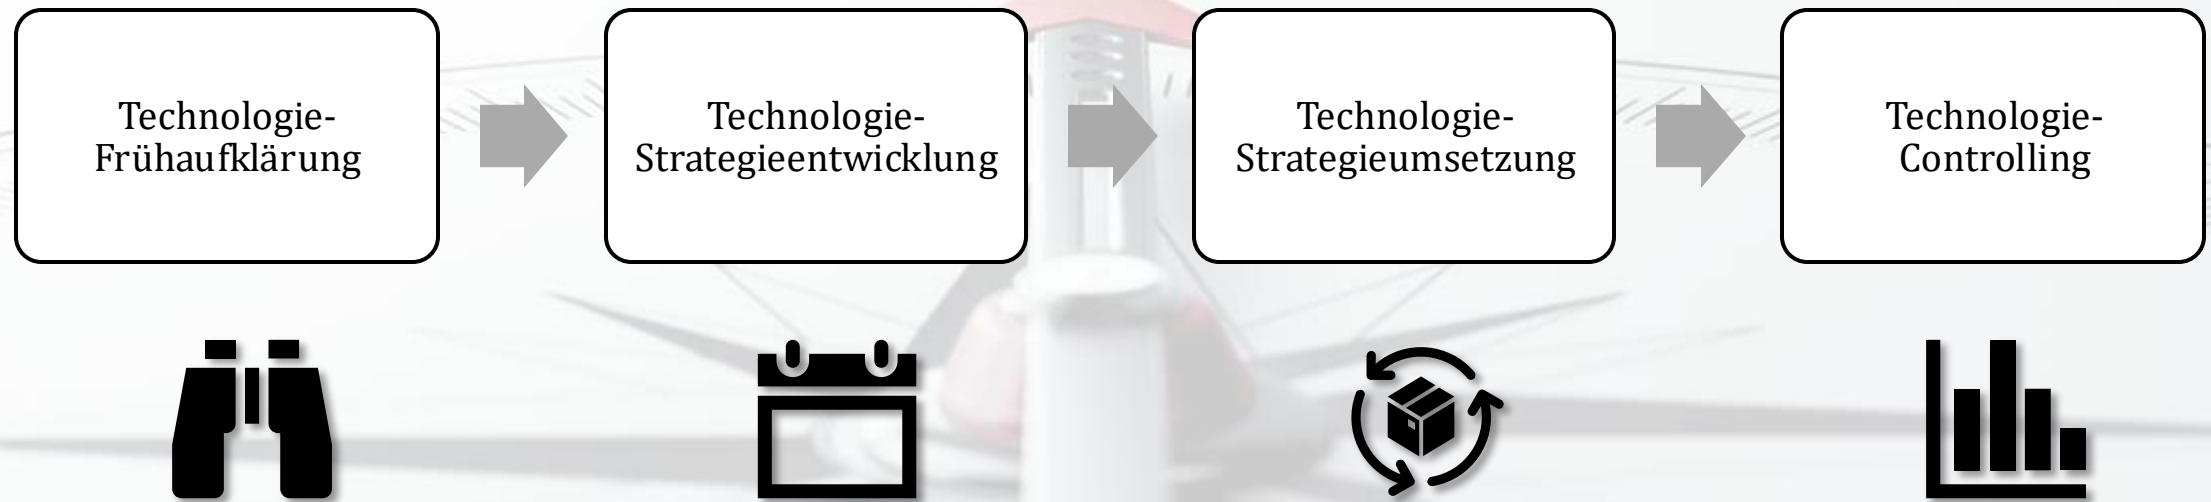 Technologie-
Frühaufklärung
Technologie-
Strategieentwicklung
Technologie-
Strategieumsetzung
Technologie-
Controlling